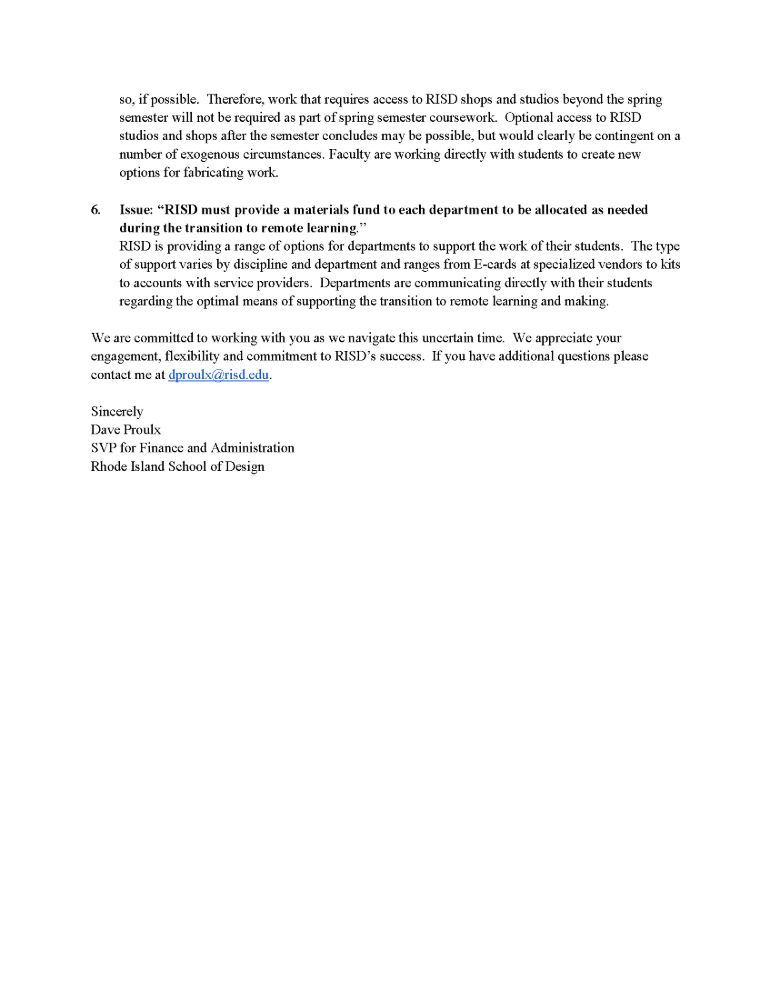 so, if possible.  Therefore, work that requires access to RISD shops and studios beyond the spring
semester will not be required as part of spring semester coursework.  Optional access to RISD
studios and shops after the semester concludes may be possible, but would clearly be contingent on a
number of exogenous circumstances. Faculty are working directly with students to create new
options for fabricating work.
6. Issue: “RISD must provide a materials fund to each department to be allocated as needed
during the transition to remote learning.”
RISD is providing a range of options for departments to support the work of their students.  The type
of support varies by discipline and department and ranges from E-cards at specialized vendors to kits
to accounts with service providers.  Departments are communicating directly with their students
regarding the optimal means of supporting the transition to remote learning and making.
We are committed to working with you as we navigate this uncertain time.  We appreciate your
engagement, flexibility and commitment to RISD’s success.  If you have additional questions please
contact me at dproulx@risd.edu.
Sincerely
Dave Proulx
SVP for Finance and Administration
Rhode Island School of Design